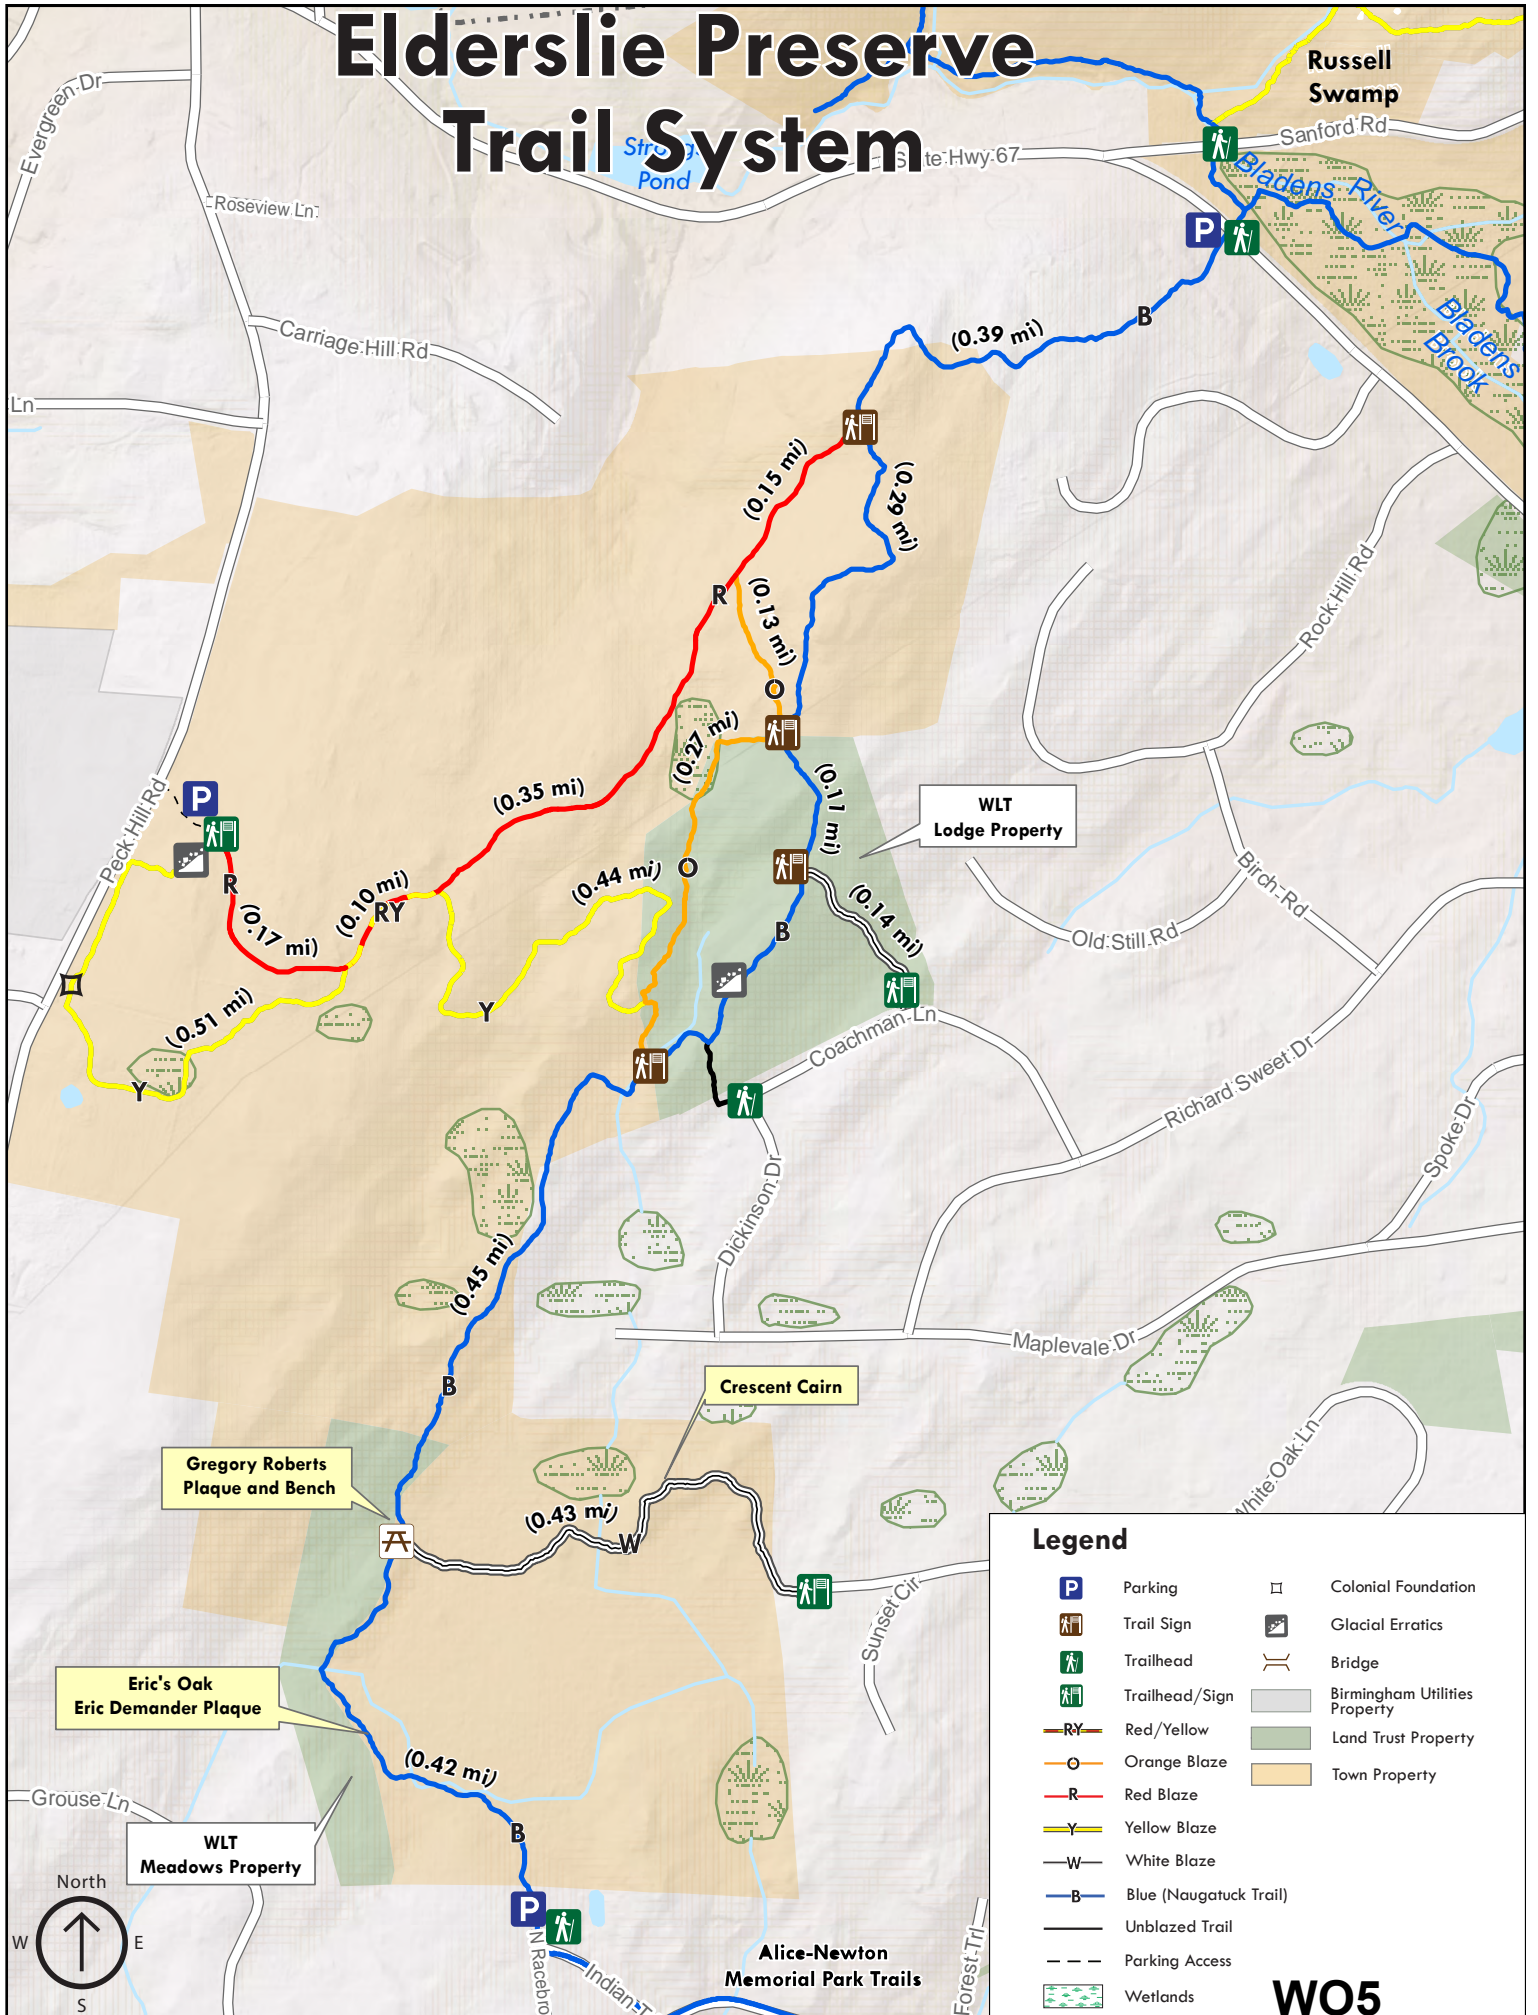 Elderslie Preserve
Trail System
Russell
Swamp
Evergreen Dr
Pond
State Hwy 67
Sanford Rd
Bladens River
Roseview Ln
P
B
(0.39 mi)
Carriage Hill Rd
Bladens
Brook
Ln
(0.15 mi)
(0.29 mi)
R
(0.13 mi)
Rock Hill Rd
O
(0.27 mi)
(0.35 mi)
(0.11 mi)
WLT
Lodge Property
P
Peck Hill Rd
R
(0.10 mi)
RY
(0.17 mi)
(0.44 mi)
O
B
(0.14 mi)
Birch Rd
Old Still Rd
Y
(0.51 mi)
Y
Coachman Ln
Richard Sweet Dr
Spoke Dr
Dickinson Dr
(0.45 mi)
Maplevale Dr
B
Crescent Cairn
Gregory Roberts
Plaque and Bench
(0.43 mi)
W
White Oak Ln
Sunset Cir
Eric's Oak
Eric Demander Plaque
(0.42 mi)
Grouse Ln
WLT
Meadows Property
B
P
North
W
E
S
N Racebro
Indian T
Alice-Newton
Memorial Park Trails
Forest Trl
Legend
P
Parking
Trail Sign
Trailhead
Trailhead/Sign
RY
Red/Yellow
O
Orange Blaze
R
Red Blaze
Y
Yellow Blaze
W
White Blaze
B
Blue (Naugatuck Trail)
Unblazed Trail
Parking Access
Wetlands
Colonial Foundation
Glacial Erratics
Bridge
Birmingham Utilities
Property
Land Trust Property
Town Property
WO5